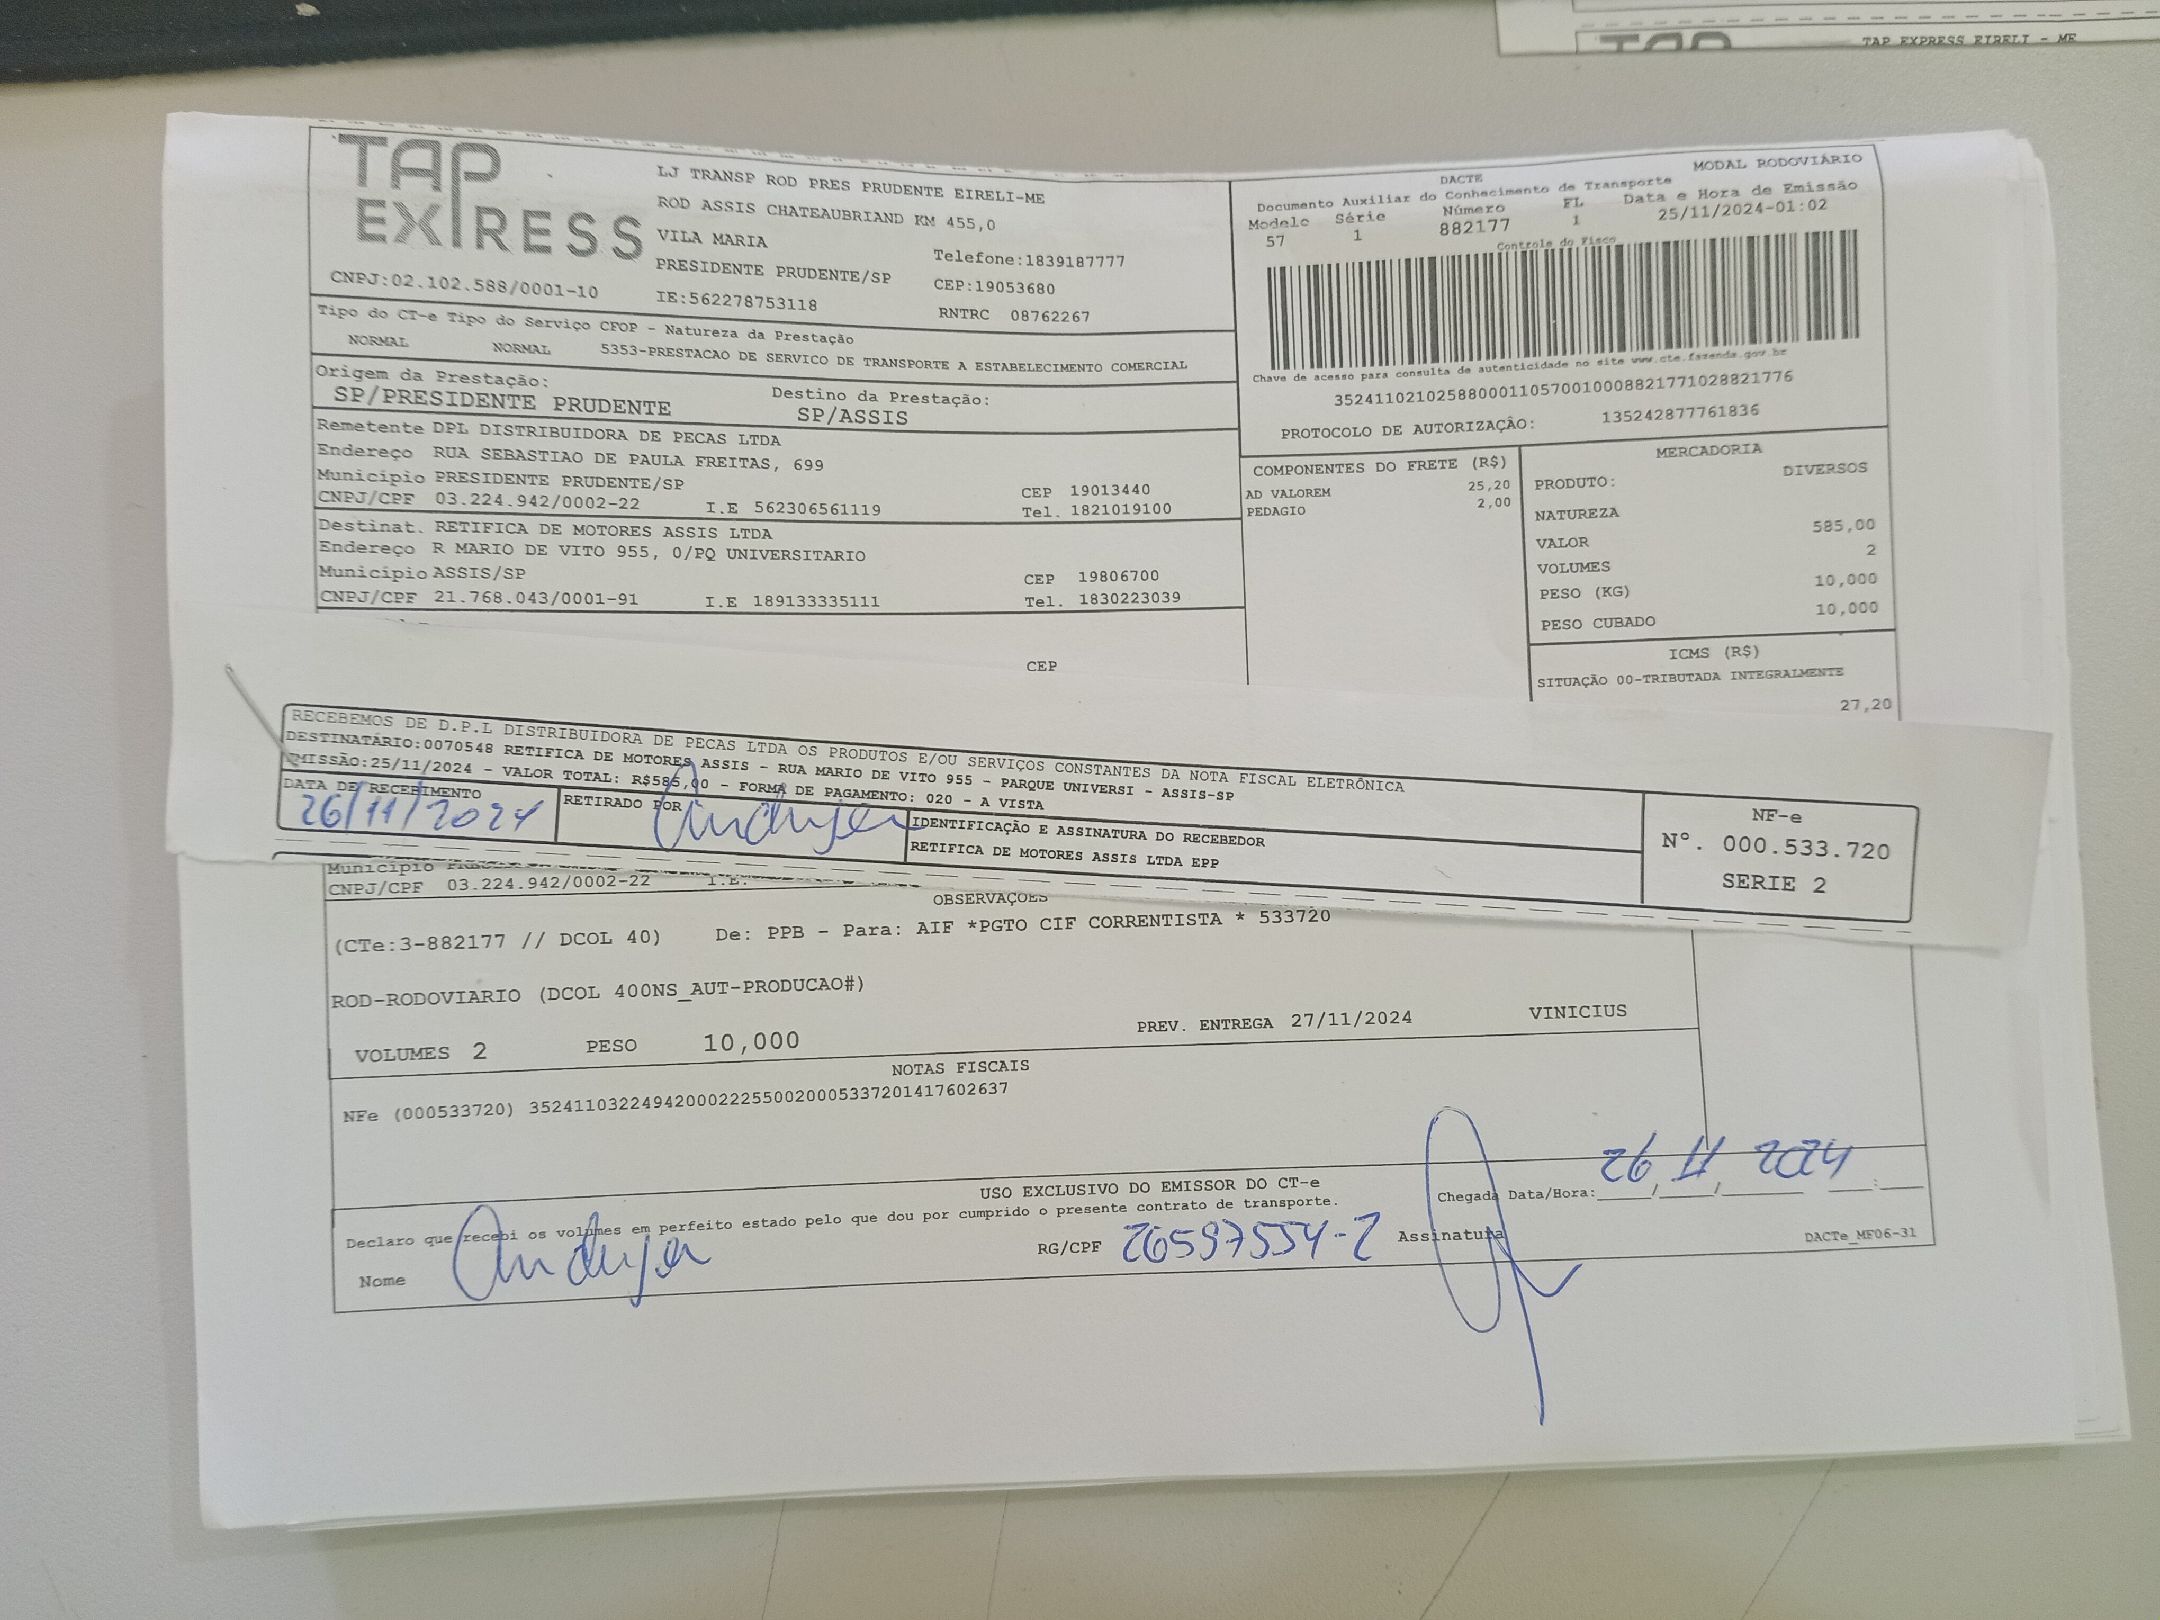 TAP EXPRESS EIRELI - ME
TAP
EXPRESS
CNPJ:02.102.588/0001-10
LJ TRANSP ROD PRES PRUDENTE EIRELI-ME
ROD ASSIS CHATEAUBRIAND KM 455,0
VILA MARIA
PRESIDENTE PRUDENTE/SP
IE:562278753118
Telefone:1839187777
CEP:19053680
RNTRC 08762267
MODAL RODOVIÁRIO
DACTE
Documento Auxiliar do Conhecimento de Transporte
Modelo Série Número FL Data e Hora de Emissão
57 1 882177 1 25/11/2024-01:02
Controle do Fisco
Chave de acesso para consulta de autenticidade no site www.cte.fazenda.gov.br
35241102102588000110570010008821771028821776
PROTOCOLO DE AUTORIZAÇÃO: 135242877761836
Tipo do CT-e Tipo do Serviço CFOP - Natureza da Prestação
NORMAL NORMAL 5353-PRESTACAO DE SERVICO DE TRANSPORTE A ESTABELECIMENTO COMERCIAL
Origem da Prestação: Destino da Prestação:
SP/PRESIDENTE PRUDENTE SP/ASSIS
Remetente DPL DISTRIBUIDORA DE PECAS LTDA
Endereço RUA SEBASTIAO DE PAULA FREITAS, 699
Município PRESIDENTE PRUDENTE/SP CEP 19013440
CNPJ/CPF 03.224.942/0002-22 I.E 562306561119 Tel. 1821019100
Destinat. RETIFICA DE MOTORES ASSIS LTDA
Endereço R MARIO DE VITO 955, 0/PQ UNIVERSITARIO
Município ASSIS/SP CEP 19806700
CNPJ/CPF 21.768.043/0001-91 I.E 189133335111 Tel. 1830223039
CEP
COMPONENTES DO FRETE (R$)
AD VALOREM 25,20
PEDAGIO 2,00
MERCADORIA
PRODUTO: DIVERSOS
NATUREZA
VALOR 585,00
VOLUMES 2
PESO (KG) 10,000
PESO CUBADO 10,000
ICMS (R$)
SITUAÇÃO 00-TRIBUTADA INTEGRALMENTE
27,20
RECEBEMOS DE D.P.L DISTRIBUIDORA DE PECAS LTDA OS PRODUTOS E/OU SERVIÇOS CONSTANTES DA NOTA FISCAL ELETRÔNICA
DESTINATÁRIO:0070548 RETIFICA DE MOTORES ASSIS - RUA MARIO DE VITO 955 - PARQUE UNIVERSI - ASSIS-SP
EMISSÃO:25/11/2024 - VALOR TOTAL: R$585,00 - FORMA DE PAGAMENTO: 020 - A VISTA
DATA DE RECEBIMENTO
26/11/2024
RETIRADO POR
IDENTIFICAÇÃO E ASSINATURA DO RECEBEDOR
RETIFICA DE MOTORES ASSIS LTDA EPP
NF-e
Nº. 000.533.720
SERIE 2
Município
CNPJ/CPF 03.224.942/0002-22 I.E.
OBSERVAÇOES
(CTe:3-882177 // DCOL 40) De: PPB - Para: AIF *PGTO CIF CORRENTISTA * 533720
ROD-RODOVIARIO (DCOL 400NS_AUT-PRODUCAO#)
VOLUMES 2 PESO 10,000 PREV. ENTREGA 27/11/2024 VINICIUS
NOTAS FISCAIS
NFe (000533720) 35241103224942000222550020005337201417602637
USO EXCLUSIVO DO EMISSOR DO CT-e
Declaro que recebi os volumes em perfeito estado pelo que dou por cumprido o presente contrato de transporte.
Chegada Data/Hora: 26 11 2024
Nome
RG/CPF 26597554-2 Assinatura
DACTe_MF06-31